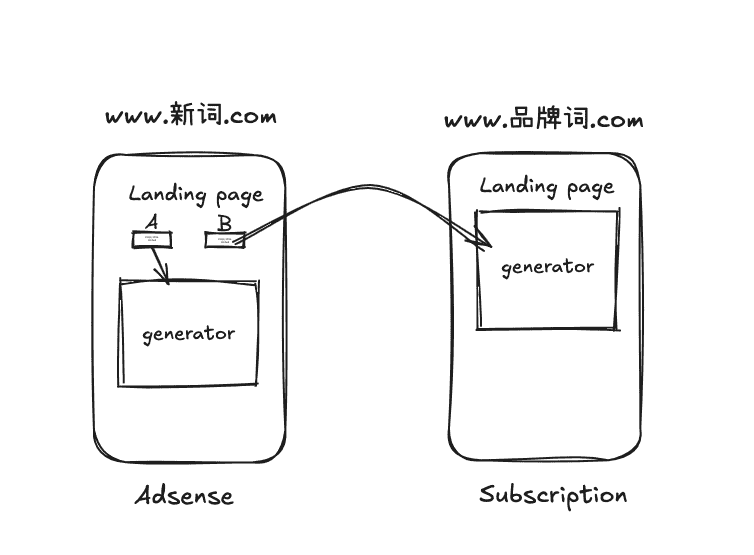 www.新词.com
www.品牌词.com
Landing page
A
B
generator
Landing page
generator
Adsense
Subscription